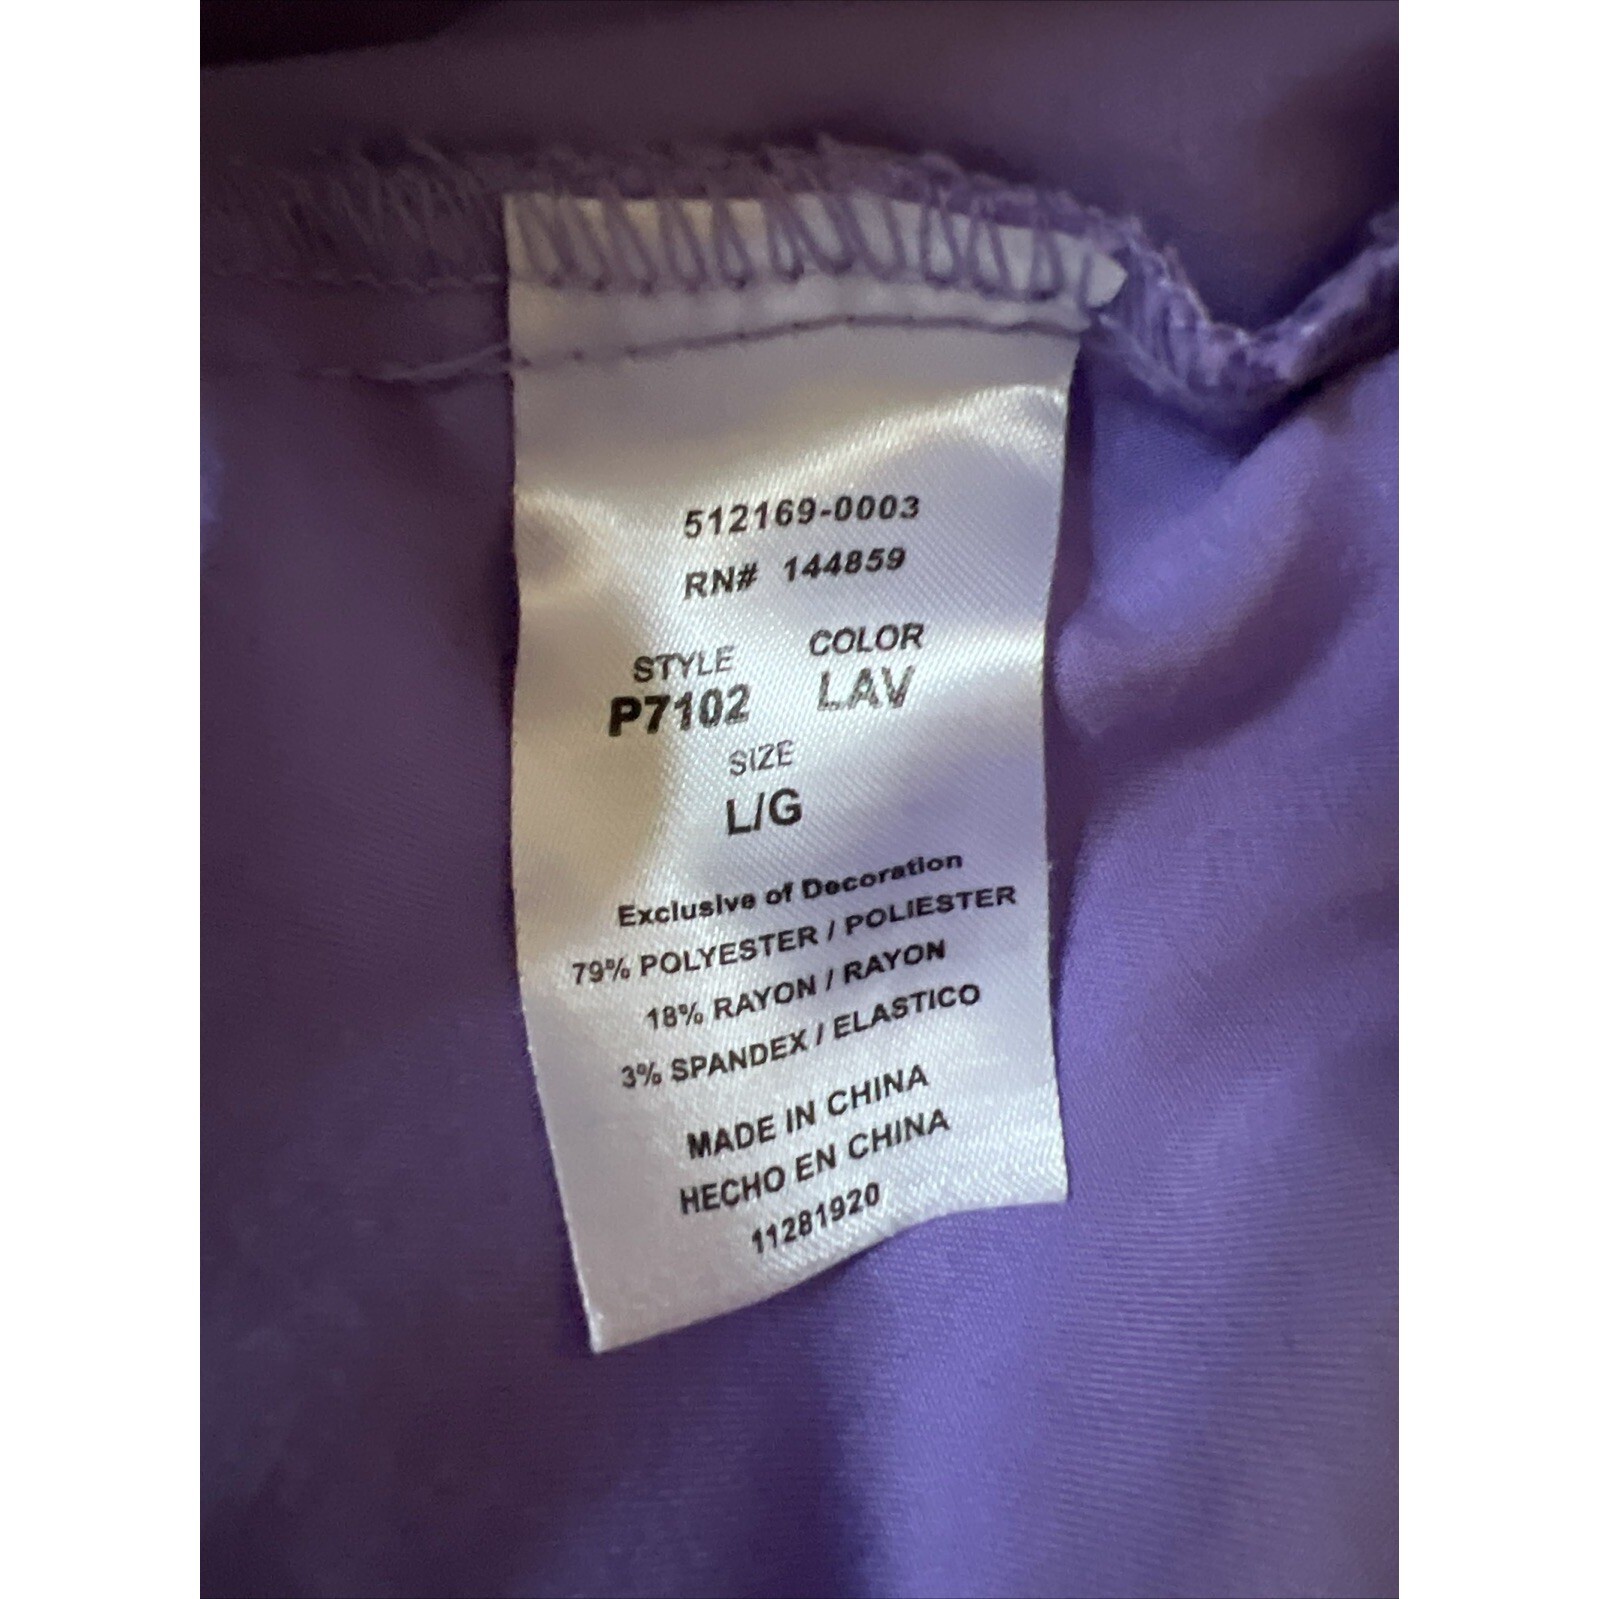 512169-0003
RN# 144859
STYLE COLOR
P7102 LAV
SIZE
L/G
Exclusive of Decoration
79% POLYESTER / POLIESTER
18% RAYON / RAYON
3% SPANDEX / ELASTICO
MADE IN CHINA
HECHO EN CHINA
11281920